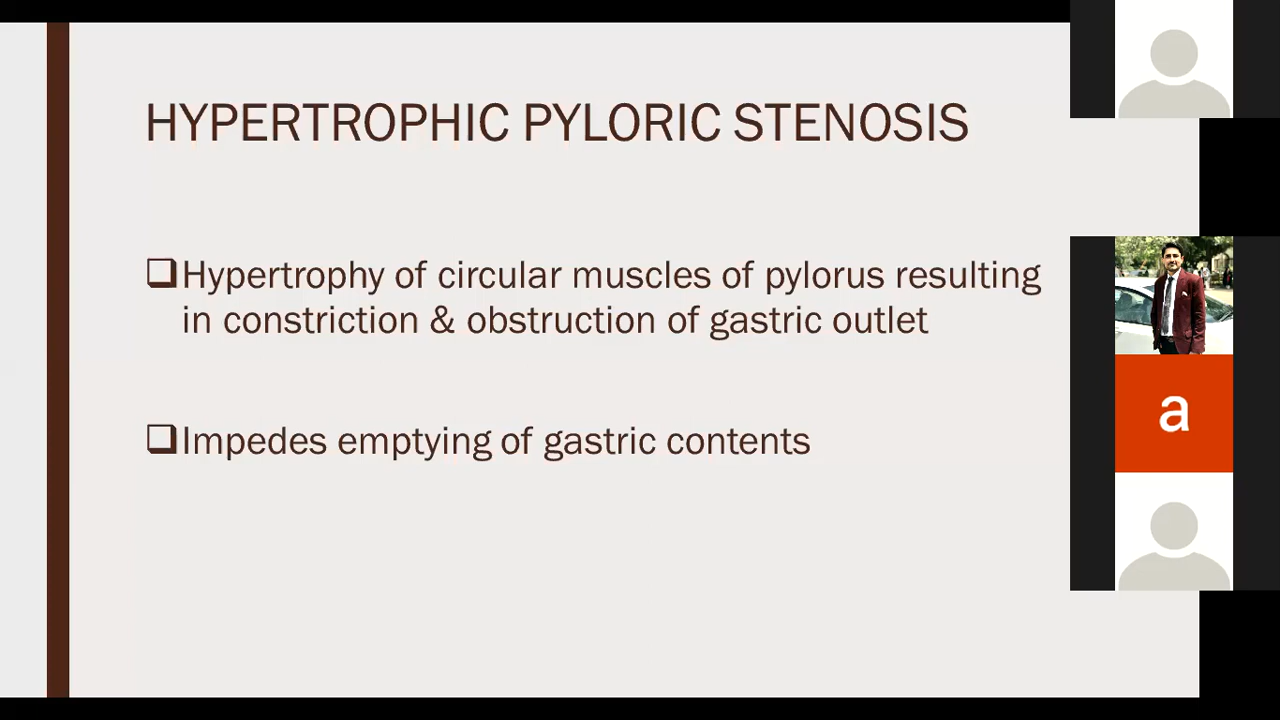 HYPERTROPHIC PYLORIC STENOSIS
Hypertrophy of circular muscles of pylorus resulting
in constriction & obstruction of gastric outlet
Impedes emptying of gastric contents
a